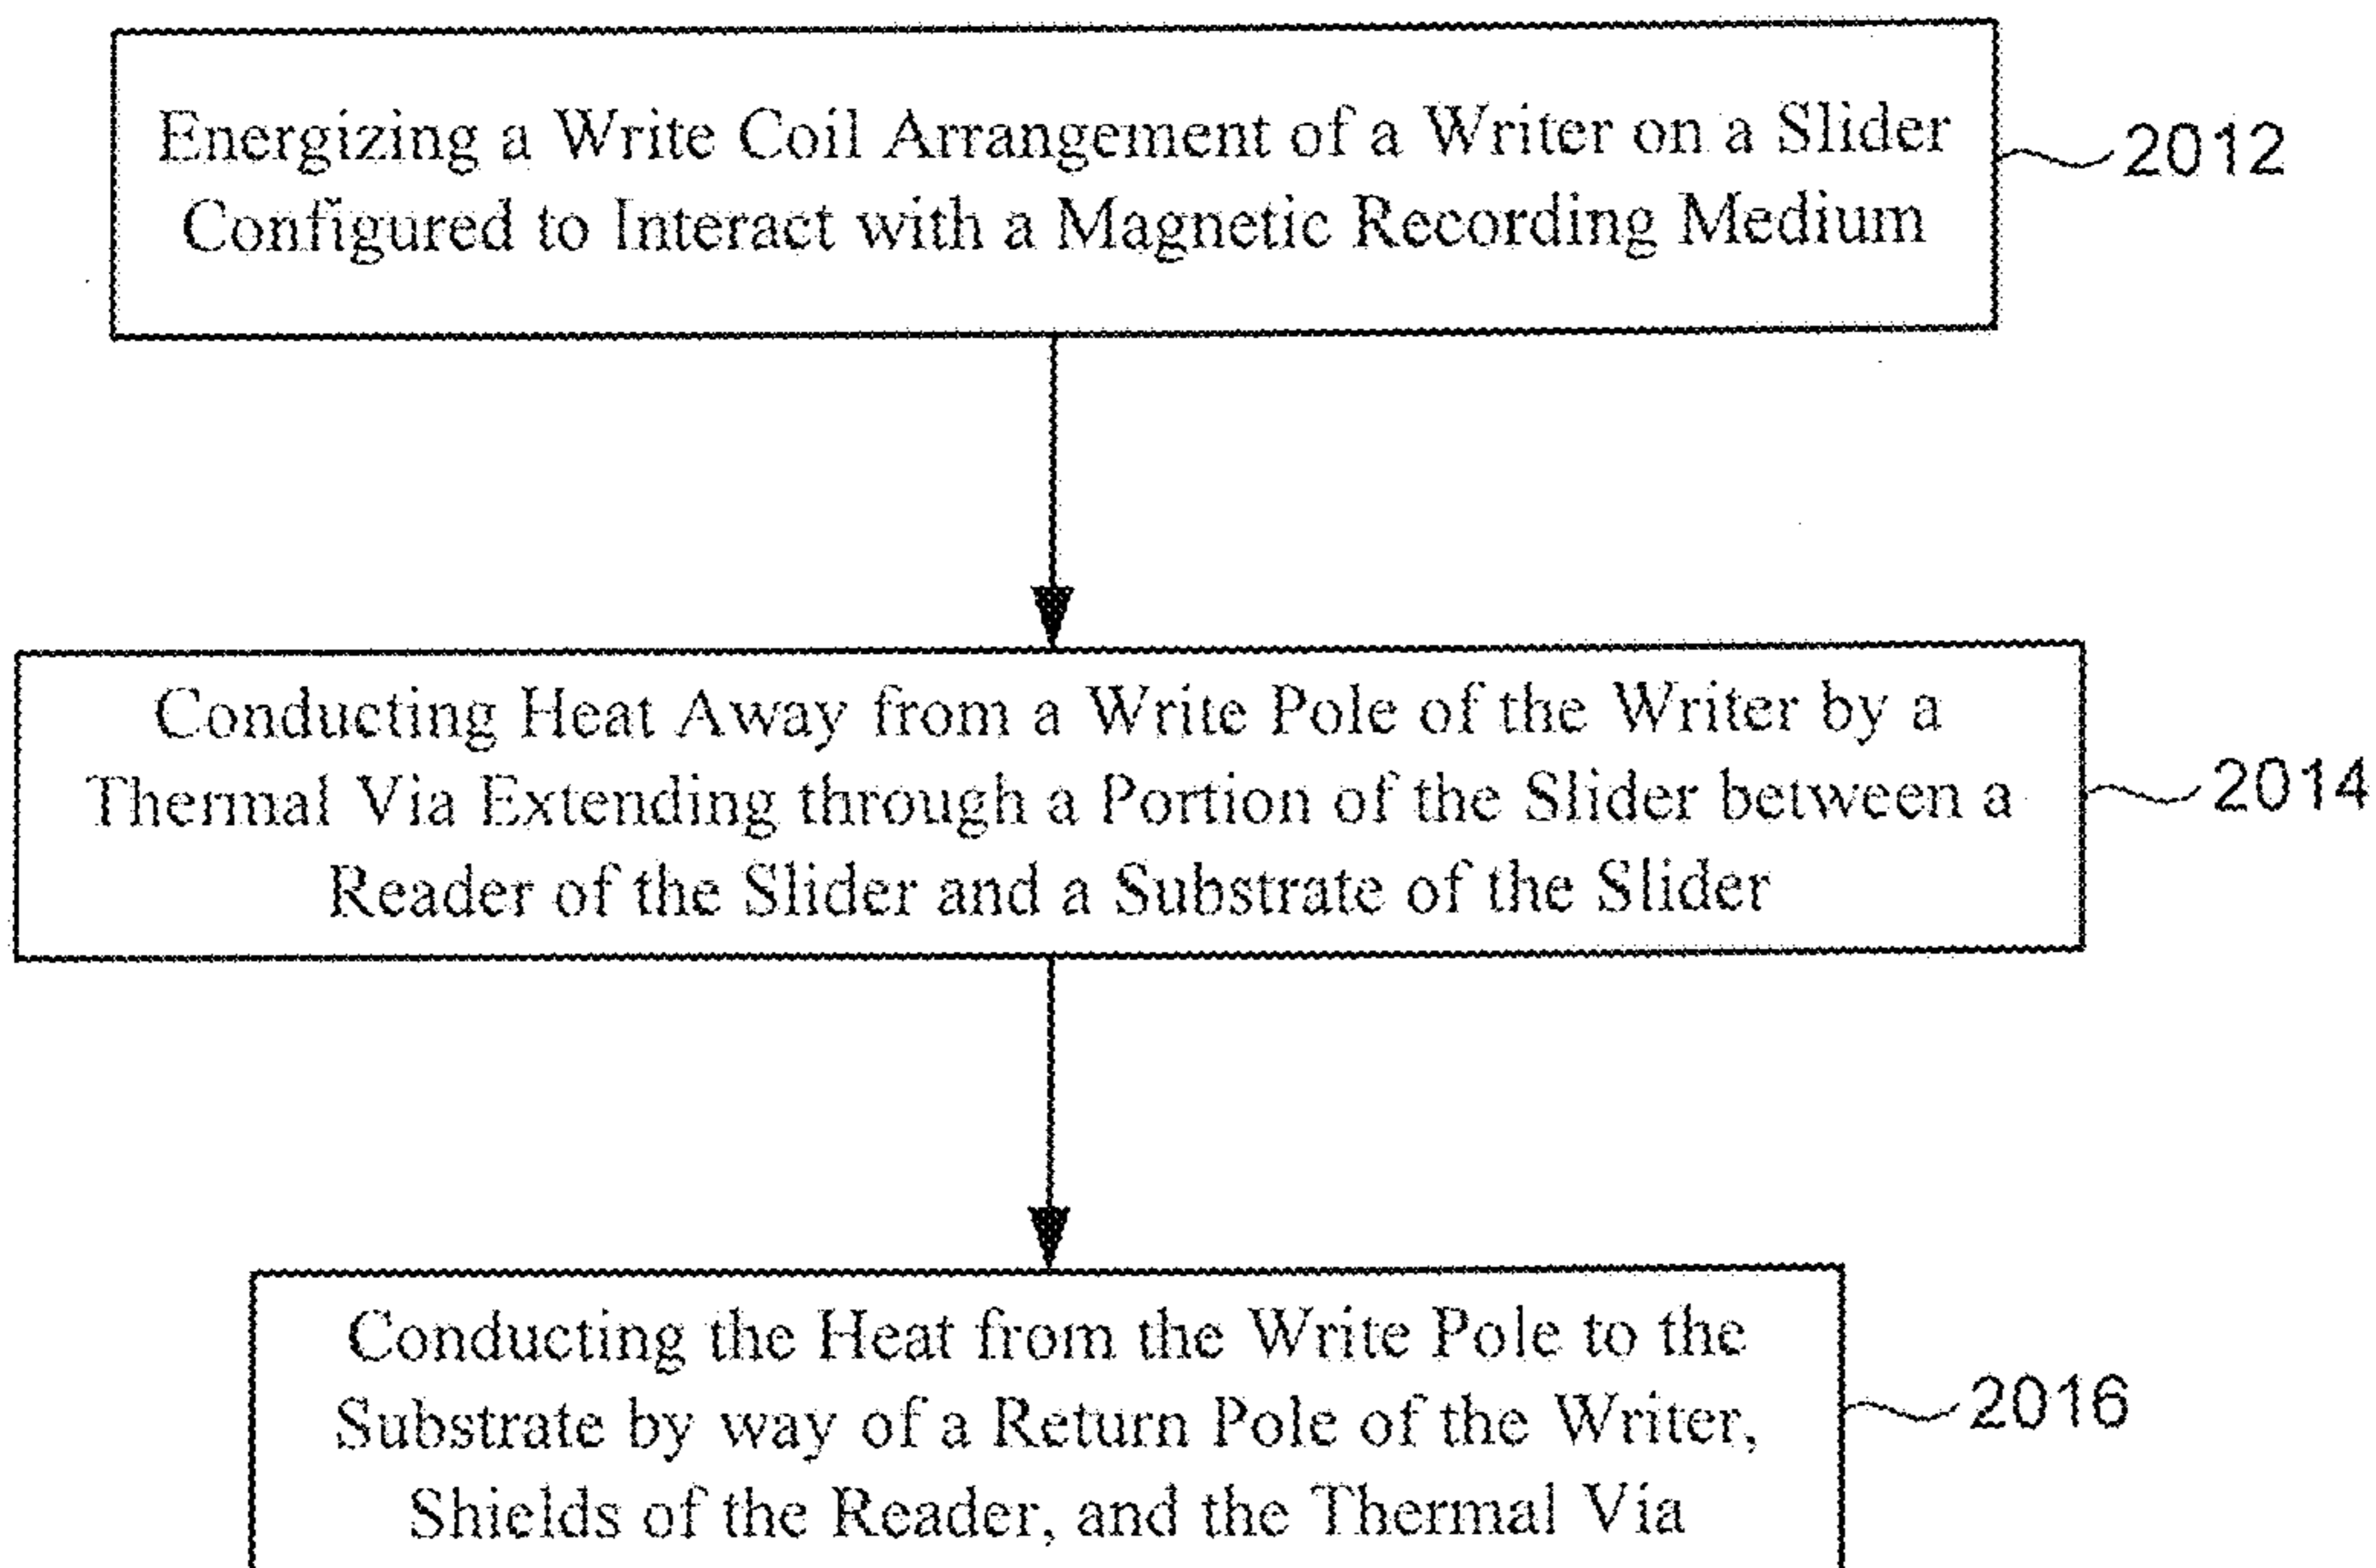 Energizing a Write Coil Arrangement of a Writer on a Slider
Configured to Interact with a Magnetic Recording Medium
2012
Conducting Heat Away from a Write Pole of the Writer by a
Thermal Via Extending through a Portion of the Slider between a
Reader of the Slider and a Substrate of the Slider
2014
Conducting the Heat from the Write Pole to the
Substrate by way of a Return Pole of the Writer,
Shields of the Reader, and the Thermal Via
2016